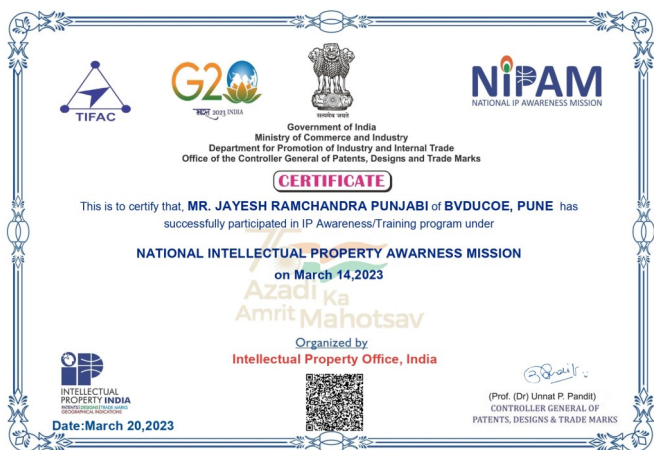 TIFAC
G20
भारत 2023 INDIA
सत्यमेव जयते
NIPAM
NATIONAL IP AWARENESS MISSION
Government of India
Ministry of Commerce and Industry
Department for Promotion of Industry and Internal Trade
Office of the Controller General of Patents, Designs and Trade Marks
CERTIFICATE
This is to certify that, MR. JAYESH RAMCHANDRA PUNJABI of BVDUCOE, PUNE has
successfully participated in IP Awareness/Training program under
NATIONAL INTELLECTUAL PROPERTY AWARNESS MISSION
on March 14,2023
75
Azadi Ka
Amrit Mahotsav
Organized by
Intellectual Property Office, India
INTELLECTUAL
PROPERTY INDIA
PATENTS | DESIGNS | TRADE MARKS
GEOGRAPHICAL INDICATIONS
Date:March 20,2023
(Prof. (Dr) Unnat P. Pandit)
CONTROLLER GENERAL OF
PATENTS, DESIGNS & TRADE MARKS